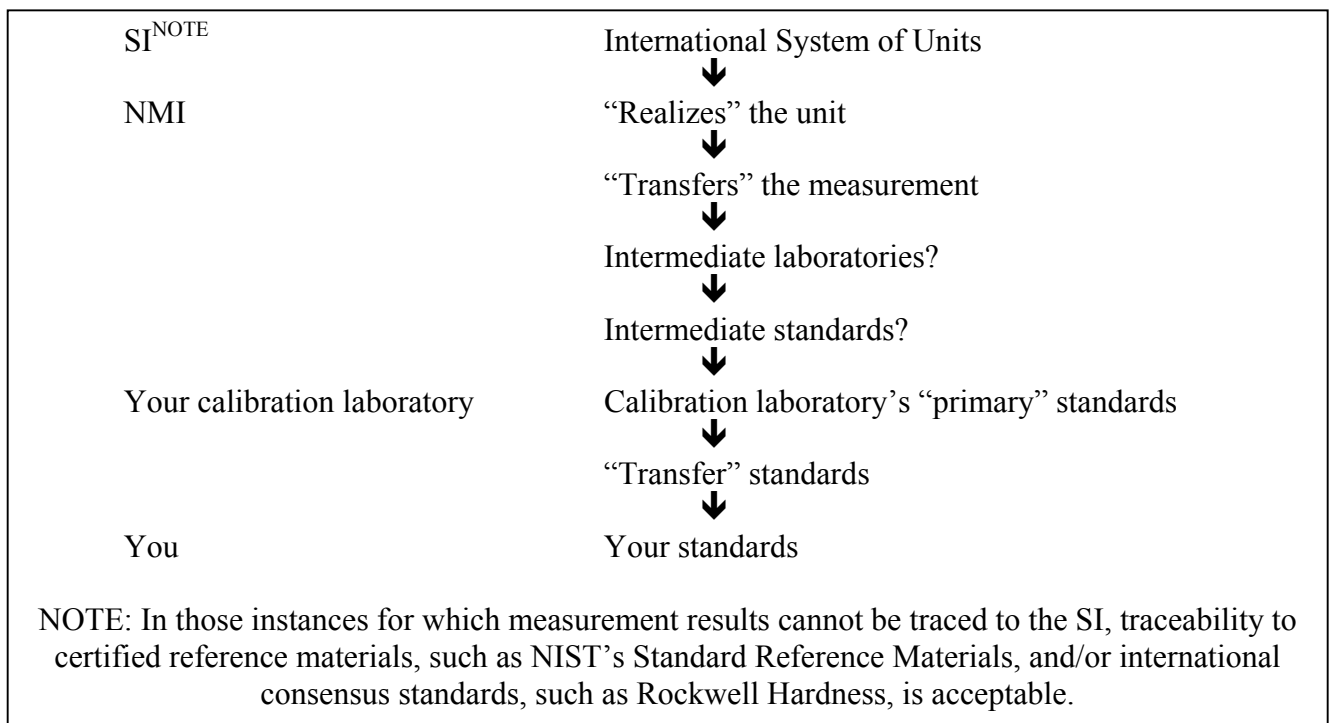 SI^NOTE International System of Units
NMI “Realizes” the unit
“Transfers” the measurement
Intermediate laboratories?
Intermediate standards?
Your calibration laboratory Calibration laboratory’s “primary” standards
“Transfer” standards
You Your standards
NOTE: In those instances for which measurement results cannot be traced to the SI, traceability to
certified reference materials, such as NIST’s Standard Reference Materials, and/or international
consensus standards, such as Rockwell Hardness, is acceptable.